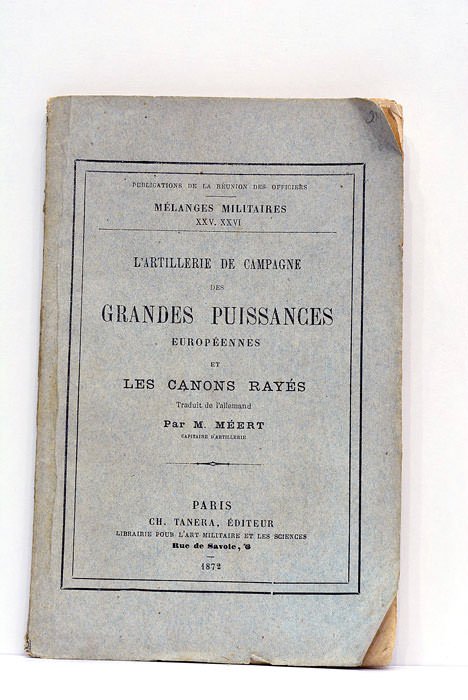 PUBLICATIONS DE LA RÉUNION DES OFFICIERS
MÉLANGES MILITAIRES
XXV. XXVI
L'ARTILLERIE DE CAMPAGNE
DES
GRANDES PUISSANCES
EUROPÉENNES
ET
LES CANONS RAYÉS
Traduit de l'allemand
Par M. MÉERT
CAPITAINE D'ARTILLERIE
PARIS
CH. TANERA, ÉDITEUR
LIBRAIRIE POUR L'ART MILITAIRE ET LES SCIENCES
Rue de Savoie, 6
1872